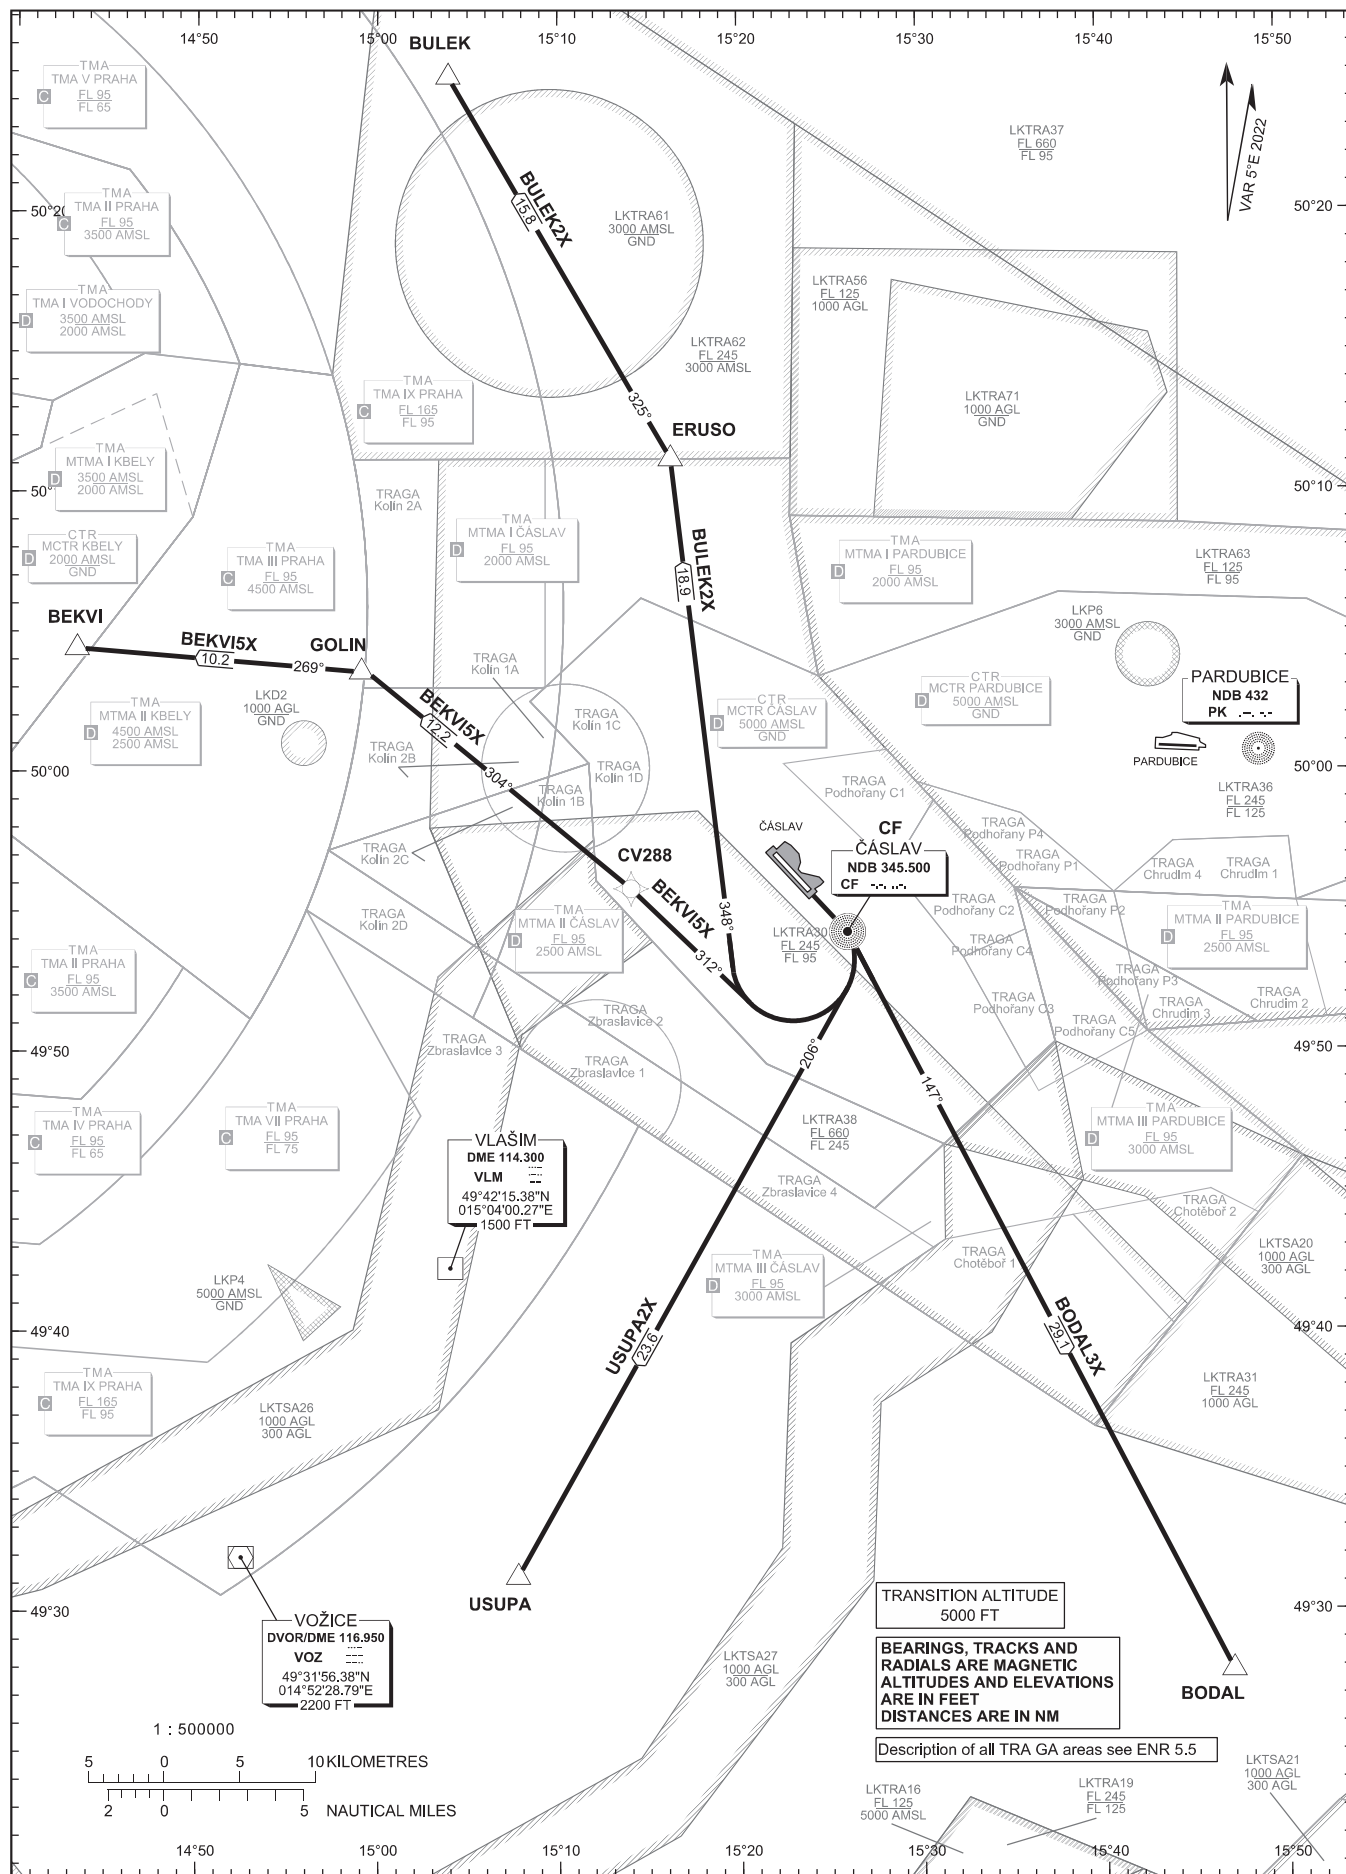 14°50
15°00
15°10
15°20
15°30
15°40
15°50
BULEK
TMA
TMA V PRAHA
C
FL 95
FL 65
LKTRA37
FL 660
FL 95
VAR 5°E 2022
TMA
TMA II PRAHA
C
FL 95
3500 AMSL
50°20
50°20
BULEK2X
15.8
LKTRA61
3000 AMSL
GND
TMA
TMA I VODOCHODY
D
3500 AMSL
2000 AMSL
LKTRA56
FL 125
1000 AGL
LKTRA62
FL 245
3000 AMSL
TMA
TMA IX PRAHA
C
FL 165
FL 95
325°
LKTRA71
1000 AGL
GND
ERUSO
TMA
MTMA I KBELY
D
3500 AMSL
2000 AMSL
50°
50°10
TRAGA
Kolín 2A
TMA
MTMA I ČÁSLAV
D
FL 95
2000 AMSL
CTR
MCTR KBELY
D
2000 AMSL
GND
TMA
TMA III PRAHA
C
FL 95
4500 AMSL
BULEK2X
18.9
TMA
MTMA I PARDUBICE
D
FL 95
2000 AMSL
LKTRA63
FL 125
FL 95
BEKVI
BEKVI5X
10.2
269°
GOLIN
LKP6
3000 AMSL
GND
TRAGA
Kolín 1A
PARDUBICE
NDB 432
PK .--. -.-
CTR
MCTR PARDUBICE
D
5000 AMSL
GND
CTR
MCTR ČÁSLAV
D
5000 AMSL
GND
LKD2
1000 AGL
GND
TMA
MTMA II KBELY
D
4500 AMSL
2500 AMSL
BEKVI5X
12.2
304°
TRAGA
Kolín 1C
TRAGA
Kolín 2B
TRAGA
Kolín 1D
TRAGA
Kolín 1B
PARDUBICE
50°00
50°00
TRAGA
Podhořany C1
LKTRA36
FL 245
FL 125
TRAGA
Podhořany P4
TRAGA
Podhořany P1
TRAGA
Chrudim 4
TRAGA
Chrudim 1
ČÁSLAV
CF
ČÁSLAV
NDB 345.500
CF -.-. ..-.
TRAGA
Kolín 2C
CV288
BEKVI5X
312°
348°
TRAGA
Kolín 2D
TMA
MTMA II ČÁSLAV
D
FL 95
2500 AMSL
LKTRA30
FL 245
FL 95
TRAGA
Podhořany C2
TRAGA
Podhořany P2
TMA
MTMA II PARDUBICE
D
FL 95
2500 AMSL
TRAGA
Podhořany C4
TRAGA
Podhořany P3
TMA
TMA II PRAHA
C
FL 95
3500 AMSL
TRAGA
Podhořany C3
TRAGA
Podhořany C5
TRAGA
Chrudim 3
TRAGA
Chrudim 2
TRAGA
Zbraslavice 2
TRAGA
Zbraslavice 3
TRAGA
Zbraslavice 1
49°50
49°50
206°
147°
TMA
TMA IV PRAHA
C
FL 95
FL 65
TMA
TMA VII PRAHA
C
FL 95
FL 75
LKTRA38
FL 660
FL 245
TMA
MTMA III PARDUBICE
D
FL 95
3000 AMSL
VLAŠIM
DME 114.300
VLM
49°42'15.38"N
015°04'00.27"E
1500 FT
TRAGA
Zbraslavice 4
TRAGA
Chotěboř 2
TRAGA
Chotěboř 1
LKTSA20
1000 AGL
300 AGL
TMA
MTMA III ČÁSLAV
D
FL 95
3000 AMSL
LKP4
5000 AMSL
GND
49°40
49°40
USUPA2X
23.6
BODAL3X
29.1
TMA
TMA IX PRAHA
C
FL 165
FL 95
LKTRA31
FL 245
1000 AGL
LKTSA26
1000 AGL
300 AGL
USUPA
49°30
49°30
VOŽICE
DVOR/DME 116.950
VOZ
49°31'56.38"N
014°52'28.79"E
2200 FT
TRANSITION ALTITUDE
5000 FT
BEARINGS, TRACKS AND
RADIALS ARE MAGNETIC
ALTITUDES AND ELEVATIONS
ARE IN FEET
DISTANCES ARE IN NM
LKTSA27
1000 AGL
300 AGL
BODAL
Description of all TRA GA areas see ENR 5.5
1 : 500000
5 0 5 10 KILOMETRES
2 0 5 NAUTICAL MILES
LKTRA16
FL 125
5000 AMSL
LKTRA19
FL 245
FL 125
LKTSA21
1000 AGL
300 AGL
14°50
15°00
15°10
15°20
15°30
15°40
15°50